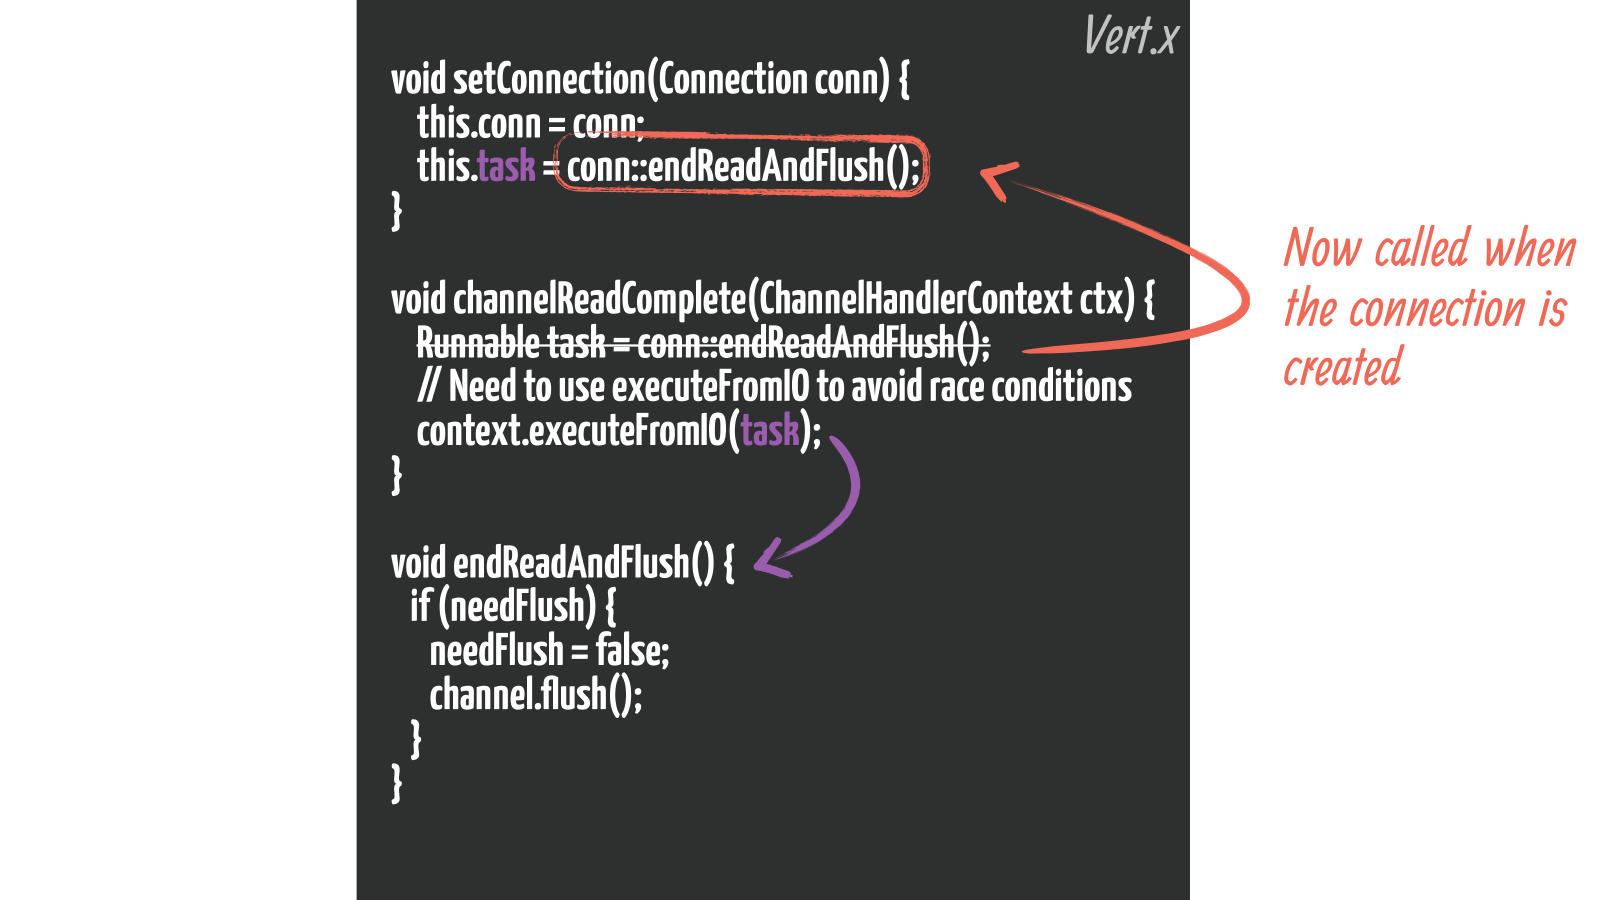 Vert.x
void setConnection(Connection conn) {
this.conn = conn;
this.task = conn::endReadAndFlush();
}
void channelReadComplete(ChannelHandlerContext ctx) {
Runnable task = conn::endReadAndFlush();
// Need to use executeFromIO to avoid race conditions
context.executeFromIO(task);
}
void endReadAndFlush() {
if (needFlush) {
needFlush = false;
channel.flush();
}
}
Now called when
the connection is
created